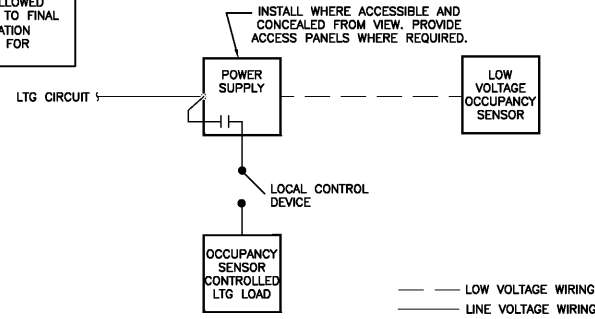 LLOWED
TO FINAL
ATION
FOR
INSTALL WHERE ACCESSIBLE AND
CONCEALED FROM VIEW. PROVIDE
ACCESS PANELS WHERE REQUIRED.
POWER
SUPPLY
LTG CIRCUIT
LOW
VOLTAGE
OCCUPANCY
SENSOR
LOCAL CONTROL
DEVICE
OCCUPANCY
SENSOR
CONTROLLED
LTG LOAD
LOW VOLTAGE WIRING
LINE VOLTAGE WIRING